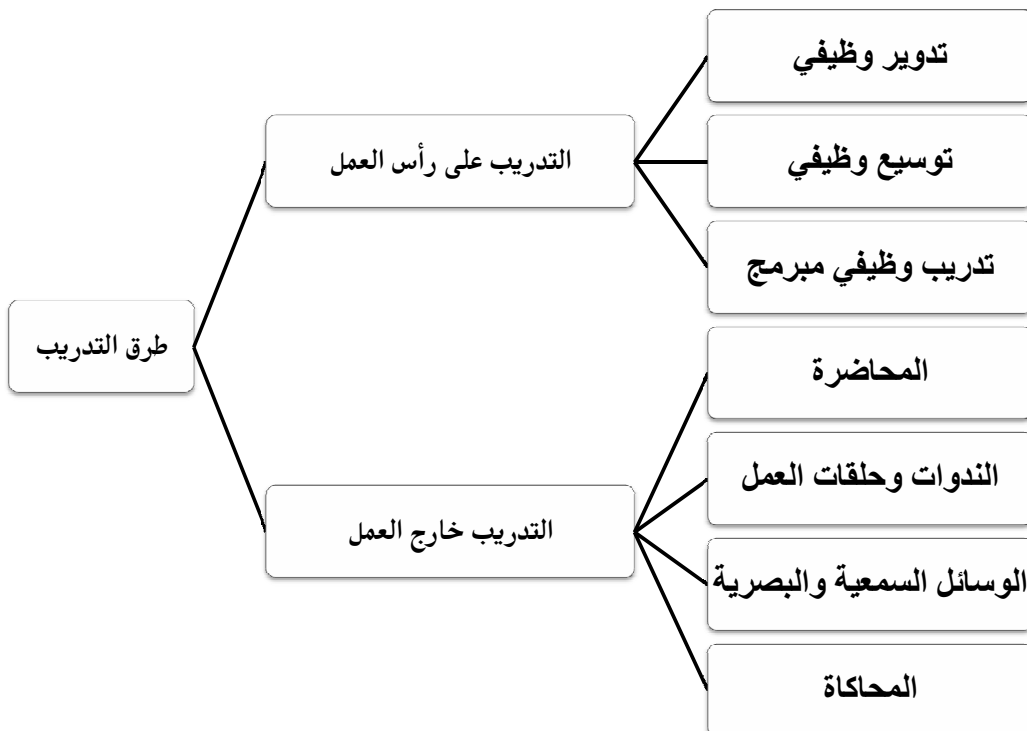 طرق التدريب
التدريب على رأس العمل
تدوير وظيفي
توسيع وظيفي
تدريب وظيفي مبرمج
التدريب خارج العمل
المحاضرة
الندوات وحلقات العمل
الوسائل السمعية والبصرية
المحاكاة